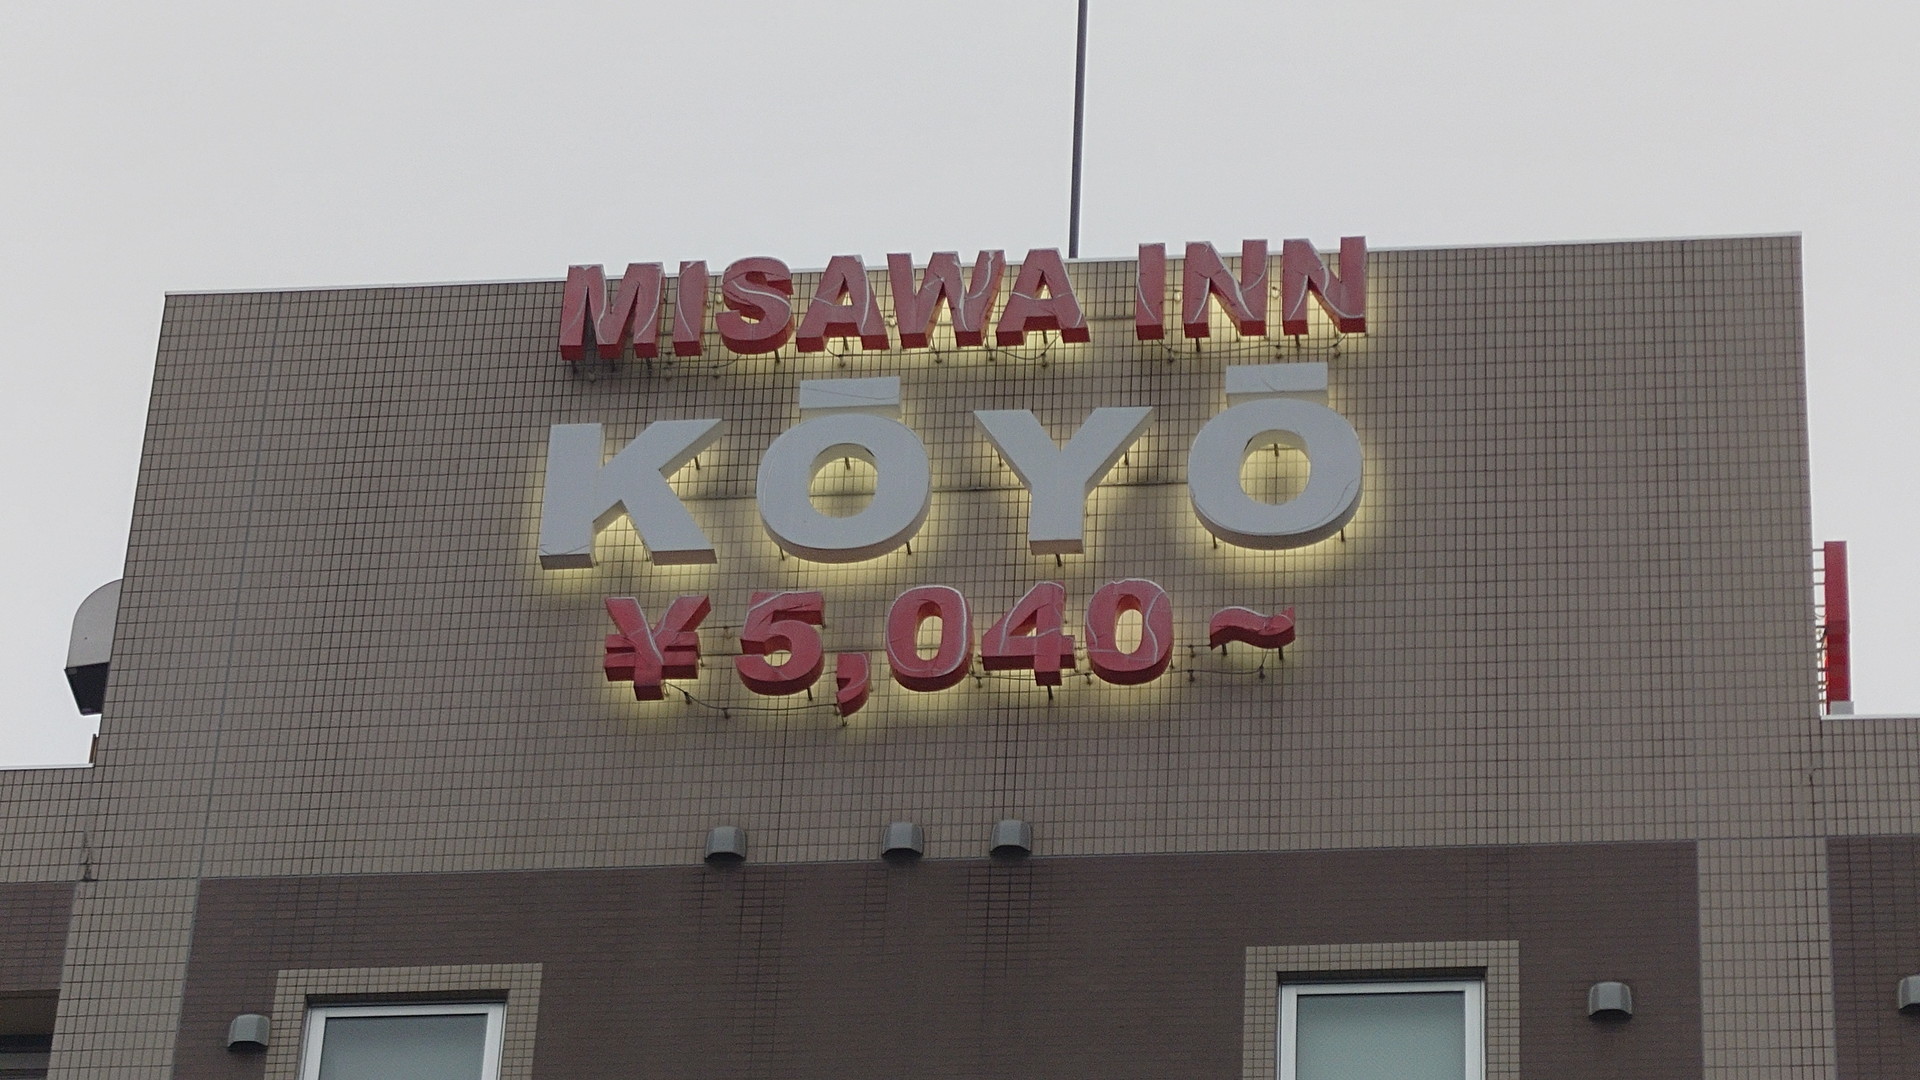 MISAWA INN
KŌYŌ
¥5,040~